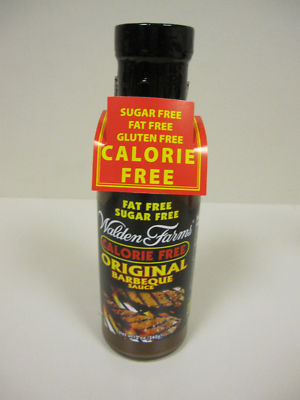 SUGAR FREE
FAT FREE
GLUTEN FREE
CALORIE
FREE
FAT FREE
SUGAR FREE
Walden Farms
CALORIE FREE
ORIGINAL
BARBEQUE
SAUCE